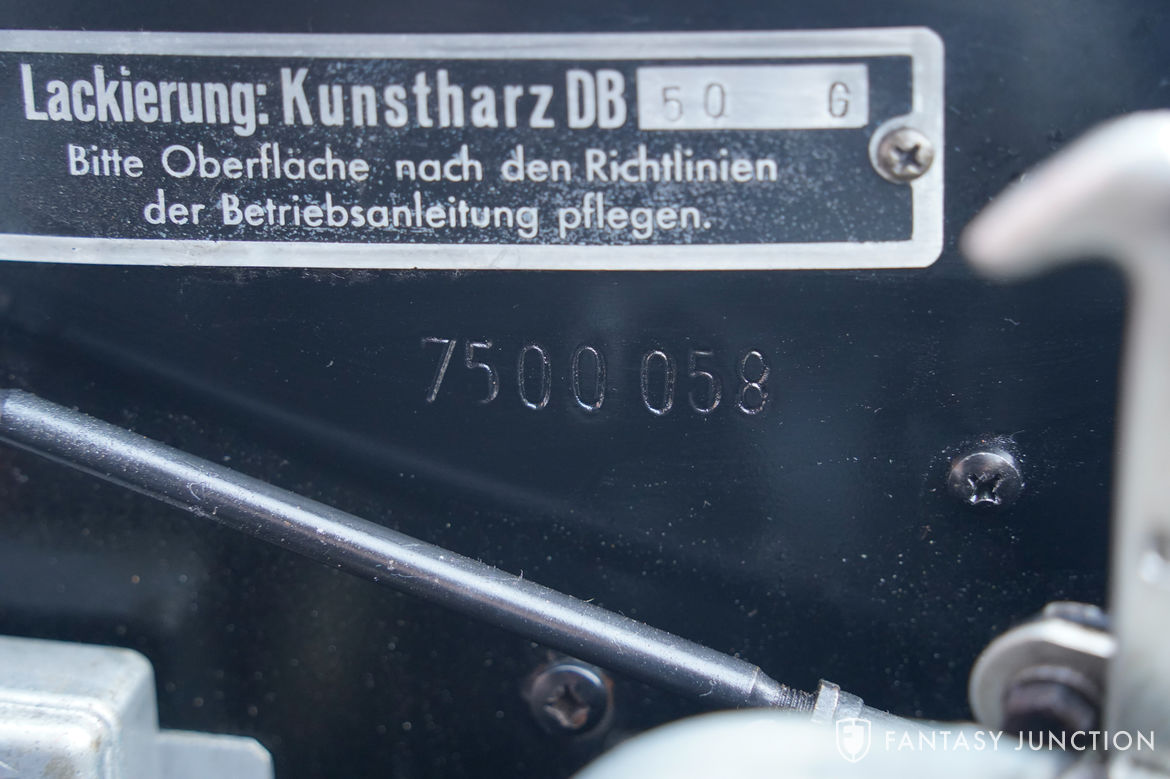 Lackierung: Kunstharz DB 50 G
Bitte Oberfläche nach den Richtlinien
der Betriebsanleitung pflegen.
7500058
FANTASY JUNCTION